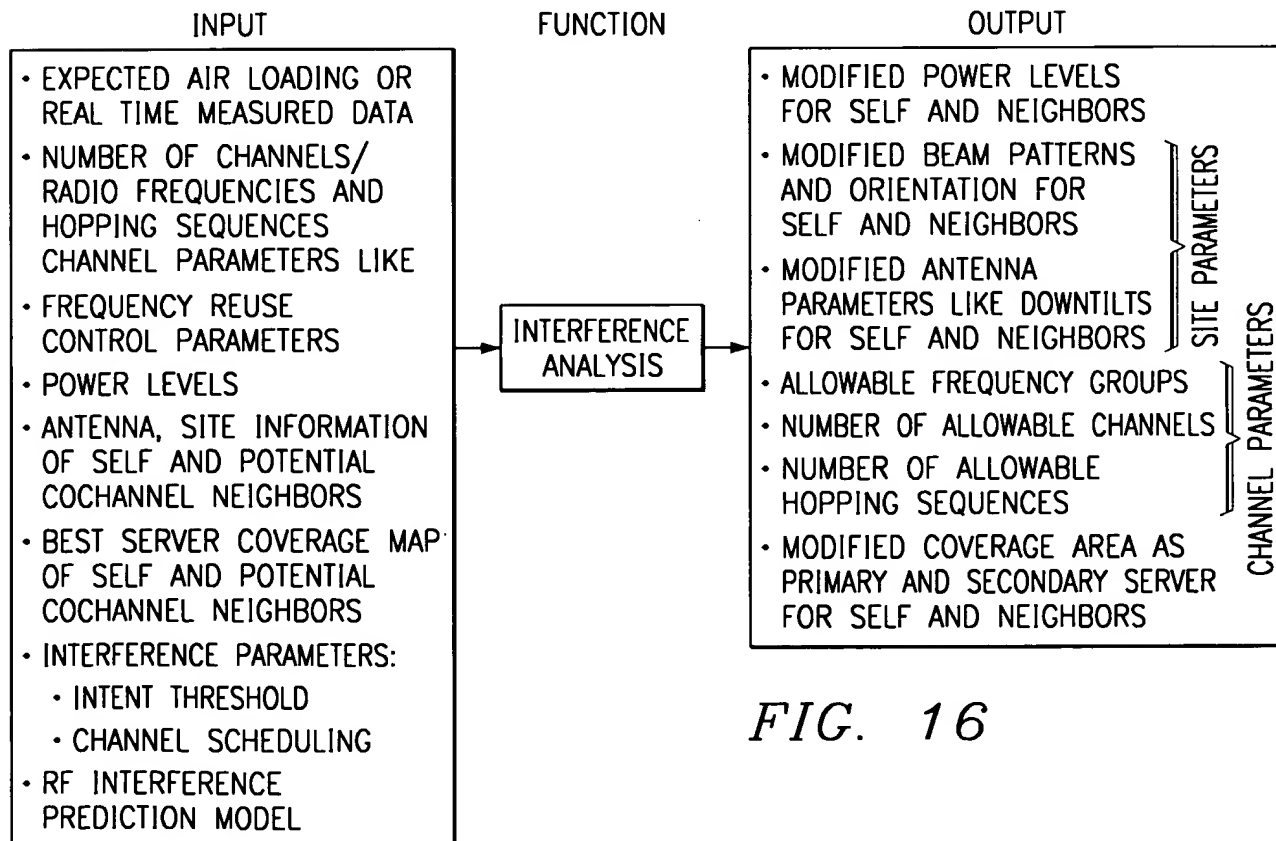 INPUT
• EXPECTED AIR LOADING OR
REAL TIME MEASURED DATA
• NUMBER OF CHANNELS/
RADIO FREQUENCIES AND
HOPPING SEQUENCES
CHANNEL PARAMETERS LIKE
• FREQUENCY REUSE
CONTROL PARAMETERS
• POWER LEVELS
• ANTENNA, SITE INFORMATION
OF SELF AND POTENTIAL
COCHANNEL NEIGHBORS
• BEST SERVER COVERAGE MAP
OF SELF AND POTENTIAL
COCHANNEL NEIGHBORS
• INTERFERENCE PARAMETERS:
• INTENT THRESHOLD
• CHANNEL SCHEDULING
• RF INTERFERENCE
PREDICTION MODEL
FUNCTION
INTERFERENCE
ANALYSIS
OUTPUT
• MODIFIED POWER LEVELS
FOR SELF AND NEIGHBORS
• MODIFIED BEAM PATTERNS
AND ORIENTATION FOR
SELF AND NEIGHBORS
• MODIFIED ANTENNA
PARAMETERS LIKE DOWNTILTS
FOR SELF AND NEIGHBORS
SITE PARAMETERS
• ALLOWABLE FREQUENCY GROUPS
• NUMBER OF ALLOWABLE CHANNELS
• NUMBER OF ALLOWABLE
HOPPING SEQUENCES
CHANNEL PARAMETERS
• MODIFIED COVERAGE AREA AS
PRIMARY AND SECONDARY SERVER
FOR SELF AND NEIGHBORS
FIG. 16